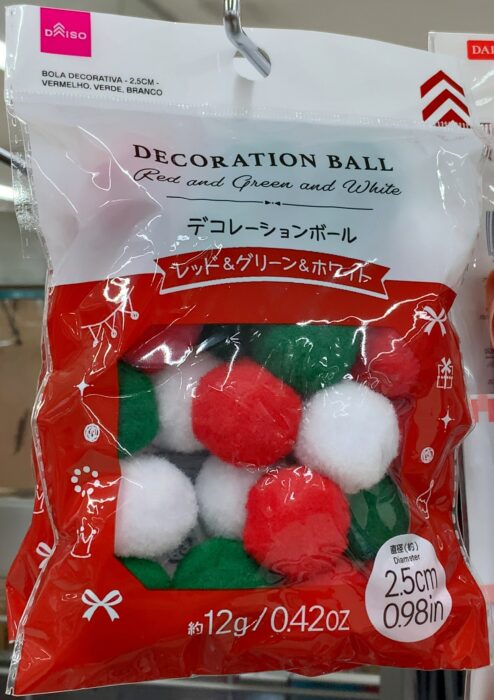 DAISO
BOLA DECORATIVA - 2.5CM -
VERMELHO, VERDE, BRANCO
DECORATION BALL
Red and Green and White
デコレーションボール
レッド&グリーン&ホワイト
直径(約)
Diameter
2.5cm
0.98in
約12g/0.42OZ